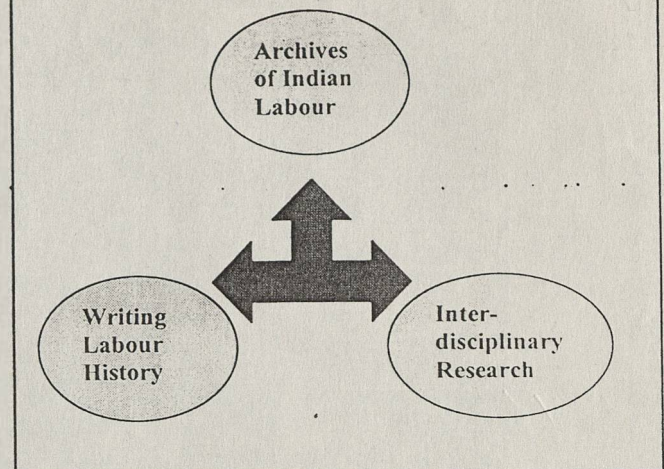 Archives
of Indian
Labour
Writing
Labour
History
Inter-
disciplinary
Research